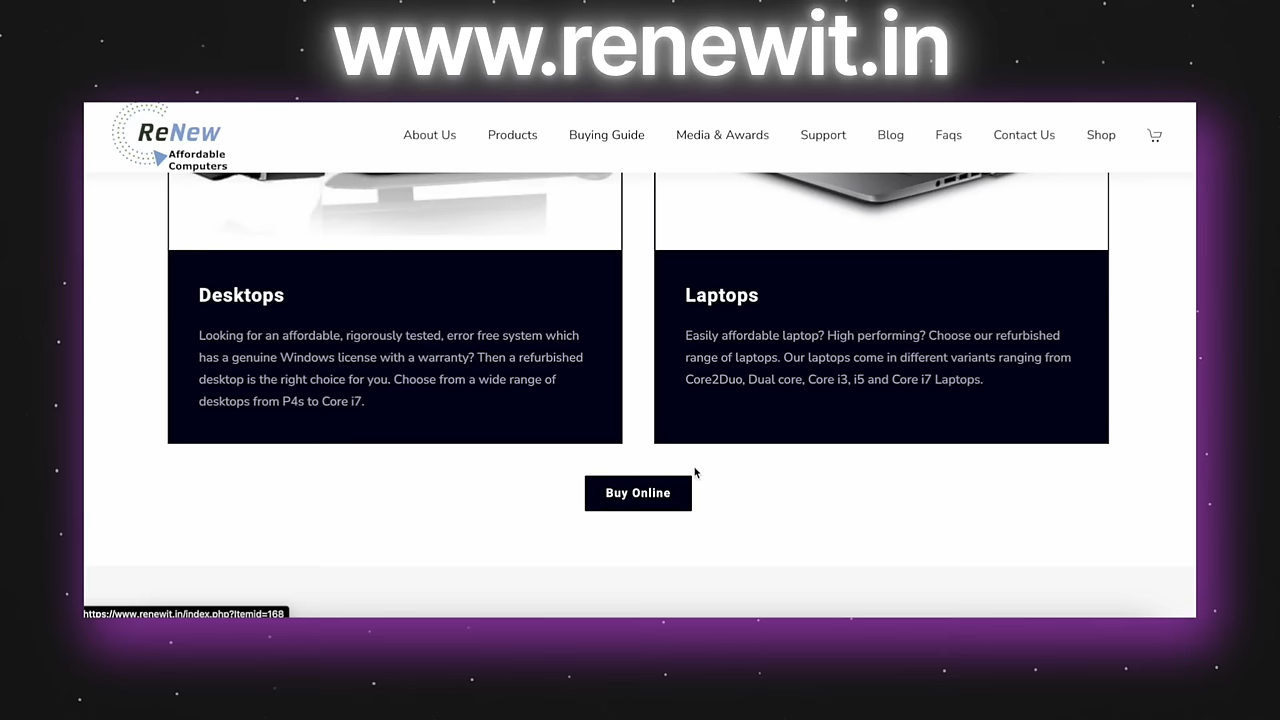 www.renewit.in
ReNew
Affordable
Computers
About Us Products Buying Guide Media & Awards Support Blog Faqs Contact Us Shop
Desktops
Looking for an affordable, rigorously tested, error free system which
has a genuine Windows license with a warranty? Then a refurbished
desktop is the right choice for you. Choose from a wide range of
desktops from P4s to Core i7.
Laptops
Easily affordable laptop? High performing? Choose our refurbished
range of laptops. Our laptops come in different variants ranging from
Core2Duo, Dual core, Core i3, i5 and Core i7 Laptops.
Buy Online
https://www.renewit.in/index.php?Itemid=168